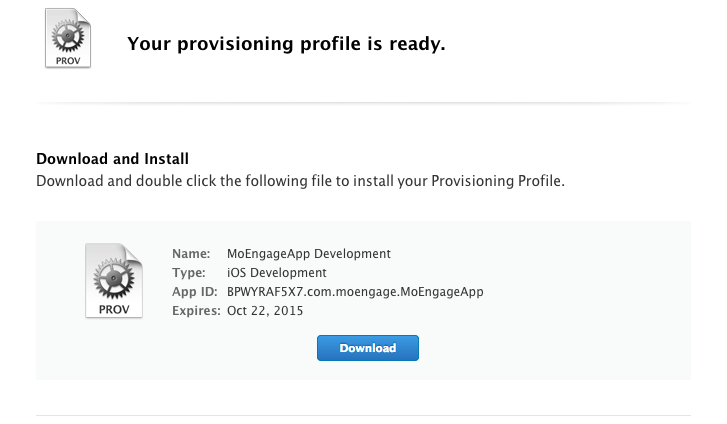 PROV
Your provisioning profile is ready.
Download and Install
Download and double click the following file to install your Provisioning Profile.
PROV
Name: MoEngageApp Development
Type: iOS Development
App ID: BPWYRAF5X7.com.moengage.MoEngageApp
Expires: Oct 22, 2015
Download